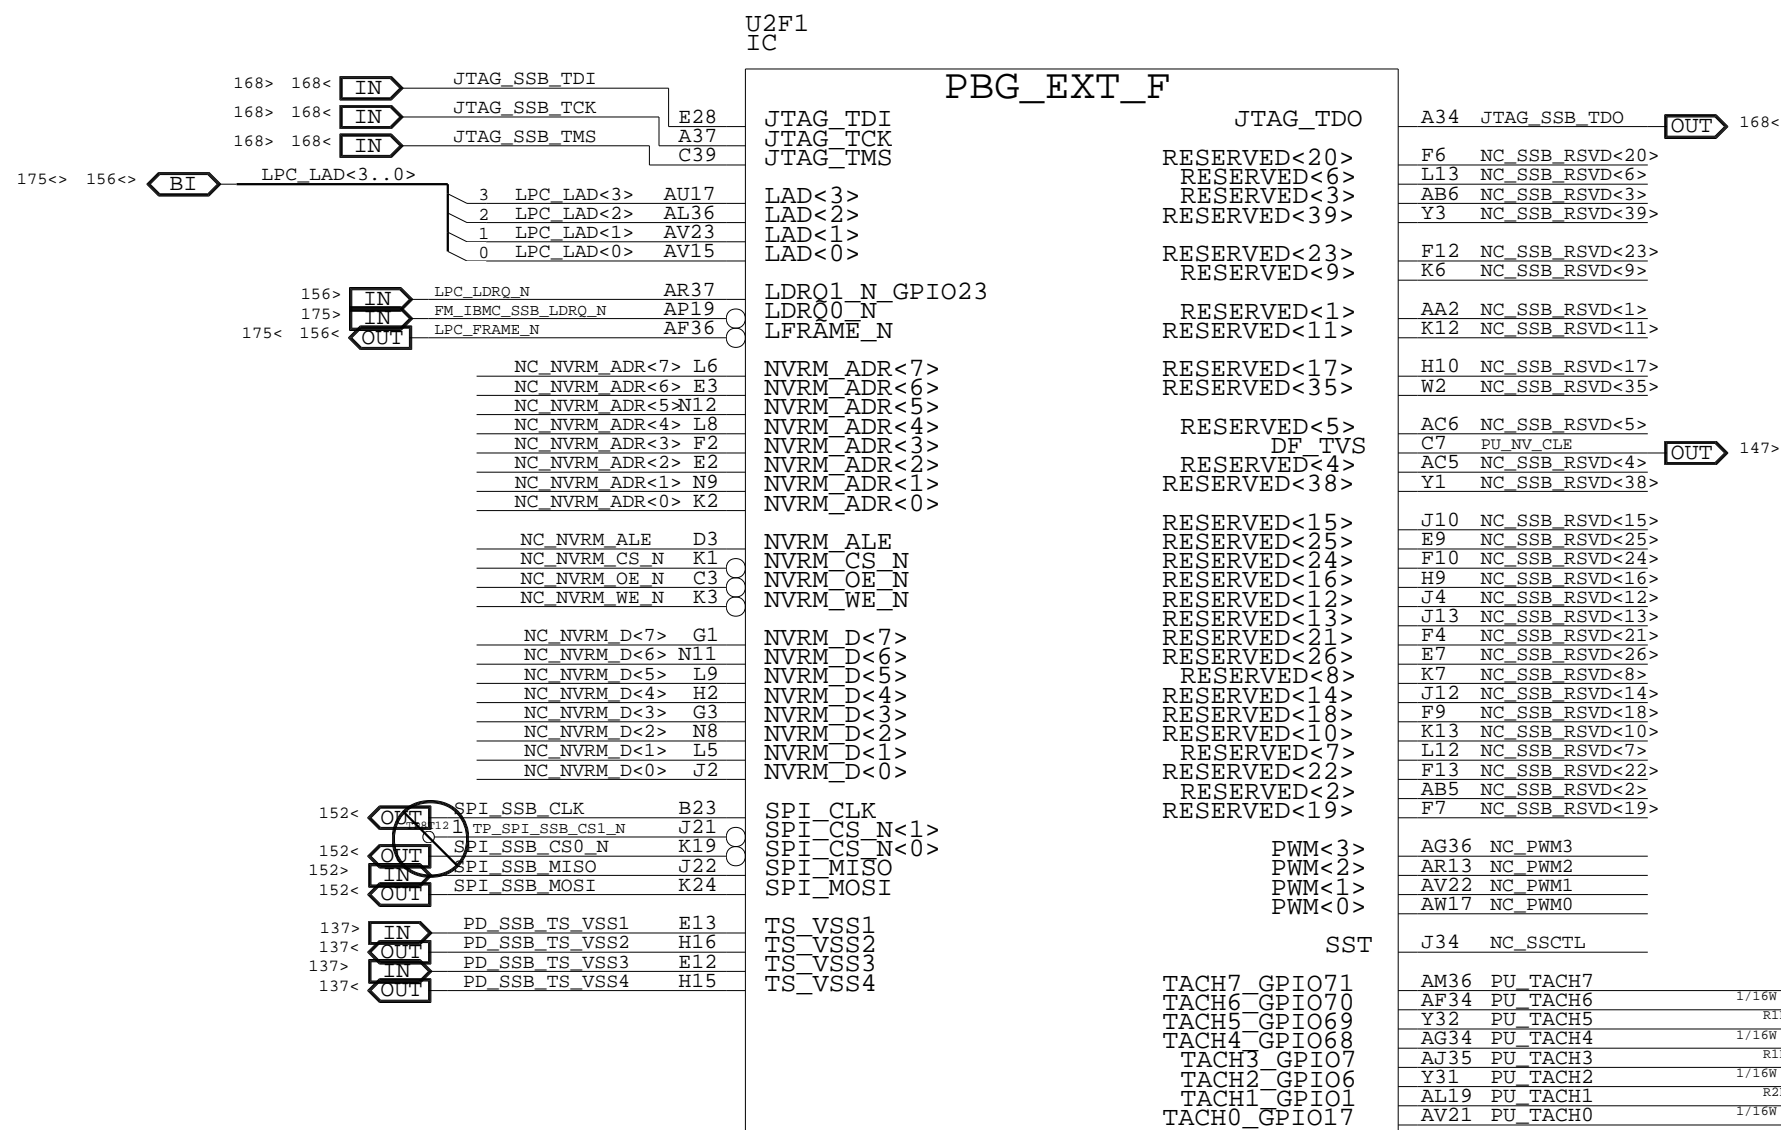 U2F1
IC
PBG_EXT_F
168> 168< IN JTAG_SSB_TDI E28 JTAG_TDI
168> 168< IN JTAG_SSB_TCK A37 JTAG_TCK
168> 168< IN JTAG_SSB_TMS C39 JTAG_TMS
175<> 156<> BI LPC_LAD<3..0>
3 LPC_LAD<3> AU17 LAD<3>
2 LPC_LAD<2> AL36 LAD<2>
1 LPC_LAD<1> AV23 LAD<1>
0 LPC_LAD<0> AV15 LAD<0>
156> IN LPC_LDRQ_N AR37 LDRQ1_N_GPIO23
175> IN FM_IBMC_SSB_LDRQ_N AP19 LDRQ0_N
175< 156< OUT LPC_FRAME_N AF36 LFRAME_N
NC_NVRM_ADR<7> L6 NVRM_ADR<7>
NC_NVRM_ADR<6> E3 NVRM_ADR<6>
NC_NVRM_ADR<5> N12 NVRM_ADR<5>
NC_NVRM_ADR<4> L8 NVRM_ADR<4>
NC_NVRM_ADR<3> F2 NVRM_ADR<3>
NC_NVRM_ADR<2> E2 NVRM_ADR<2>
NC_NVRM_ADR<1> N9 NVRM_ADR<1>
NC_NVRM_ADR<0> K2 NVRM_ADR<0>
NC_NVRM_ALE D3 NVRM_ALE
NC_NVRM_CS_N K1 NVRM_CS_N
NC_NVRM_OE_N C3 NVRM_OE_N
NC_NVRM_WE_N K3 NVRM_WE_N
NC_NVRM_D<7> G1 NVRM_D<7>
NC_NVRM_D<6> N11 NVRM_D<6>
NC_NVRM_D<5> L9 NVRM_D<5>
NC_NVRM_D<4> H2 NVRM_D<4>
NC_NVRM_D<3> G3 NVRM_D<3>
NC_NVRM_D<2> N8 NVRM_D<2>
NC_NVRM_D<1> L5 NVRM_D<1>
NC_NVRM_D<0> J2 NVRM_D<0>
152< OUT SPI_SSB_CLK B23 SPI_CLK
1 TP_SPI_SSB_CS1_N J21 SPI_CS_N<1>
152< OUT SPI_SSB_CS0_N K19 SPI_CS_N<0>
152> IN SPI_SSB_MISO J22 SPI_MISO
152< OUT SPI_SSB_MOSI K24 SPI_MOSI
137> IN PD_SSB_TS_VSS1 E13 TS_VSS1
137< OUT PD_SSB_TS_VSS2 H16 TS_VSS2
137> IN PD_SSB_TS_VSS3 E12 TS_VSS3
137< OUT PD_SSB_TS_VSS4 H15 TS_VSS4
JTAG_TDO A34 JTAG_SSB_TDO OUT 168<
RESERVED<20> F6 NC_SSB_RSVD<20>
RESERVED<6> L13 NC_SSB_RSVD<6>
RESERVED<3> AB6 NC_SSB_RSVD<3>
RESERVED<39> Y3 NC_SSB_RSVD<39>
RESERVED<23> F12 NC_SSB_RSVD<23>
RESERVED<9> K6 NC_SSB_RSVD<9>
RESERVED<1> AA2 NC_SSB_RSVD<1>
RESERVED<11> K12 NC_SSB_RSVD<11>
RESERVED<17> H10 NC_SSB_RSVD<17>
RESERVED<35> W2 NC_SSB_RSVD<35>
RESERVED<5> AC6 NC_SSB_RSVD<5>
DF_TVS C7 PU_NV_CLE OUT 147>
RESERVED<4> AC5 NC_SSB_RSVD<4>
RESERVED<38> Y1 NC_SSB_RSVD<38>
RESERVED<15> J10 NC_SSB_RSVD<15>
RESERVED<25> E9 NC_SSB_RSVD<25>
RESERVED<24> F10 NC_SSB_RSVD<24>
RESERVED<16> H9 NC_SSB_RSVD<16>
RESERVED<12> J4 NC_SSB_RSVD<12>
RESERVED<13> J13 NC_SSB_RSVD<13>
RESERVED<21> F4 NC_SSB_RSVD<21>
RESERVED<26> E7 NC_SSB_RSVD<26>
RESERVED<8> K7 NC_SSB_RSVD<8>
RESERVED<14> J12 NC_SSB_RSVD<14>
RESERVED<18> F9 NC_SSB_RSVD<18>
RESERVED<10> K13 NC_SSB_RSVD<10>
RESERVED<7> L12 NC_SSB_RSVD<7>
RESERVED<22> F13 NC_SSB_RSVD<22>
RESERVED<2> AB5 NC_SSB_RSVD<2>
RESERVED<19> F7 NC_SSB_RSVD<19>
PWM<3> AG36 NC_PWM3
PWM<2> AR13 NC_PWM2
PWM<1> AV22 NC_PWM1
PWM<0> AW17 NC_PWM0
SST J34 NC_SSCTL
TACH7_GPIO71 AM36 PU_TACH7
TACH6_GPIO70 AF34 PU_TACH6 1/16W
TACH5_GPIO69 Y32 PU_TACH5
TACH4_GPIO68 AG34 PU_TACH4 1/16W
TACH3_GPIO7 AJ35 PU_TACH3
TACH2_GPIO6 Y31 PU_TACH2 1/16W
TACH1_GPIO1 AL19 PU_TACH1
TACH0_GPIO17 AV21 PU_TACH0 1/16W